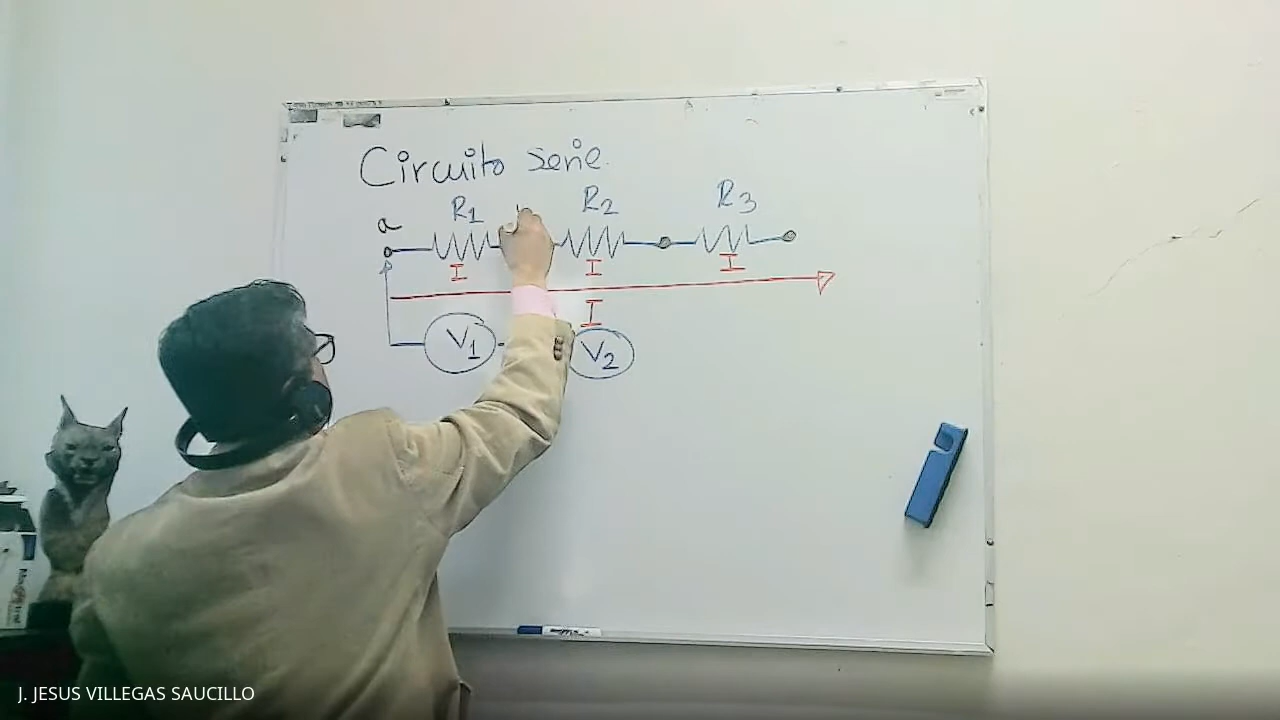 Circuito serie.
R1 R2 R3
a
I I I
I
V1 V2
J. JESUS VILLEGAS SAUCILLO